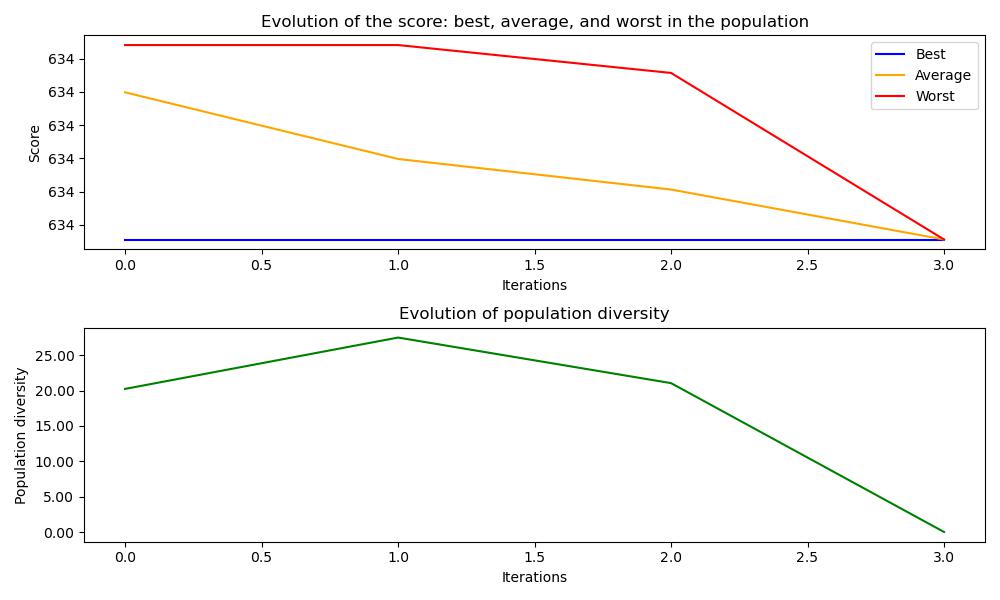 Evolution of the score: best, average, and worst in the population
Score
634
634
634
634
634
634
Best
Average
Worst
0.0 0.5 1.0 1.5 2.0 2.5 3.0
Iterations
Evolution of population diversity
Population diversity
25.00
20.00
15.00
10.00
5.00
0.00
0.0 0.5 1.0 1.5 2.0 2.5 3.0
Iterations